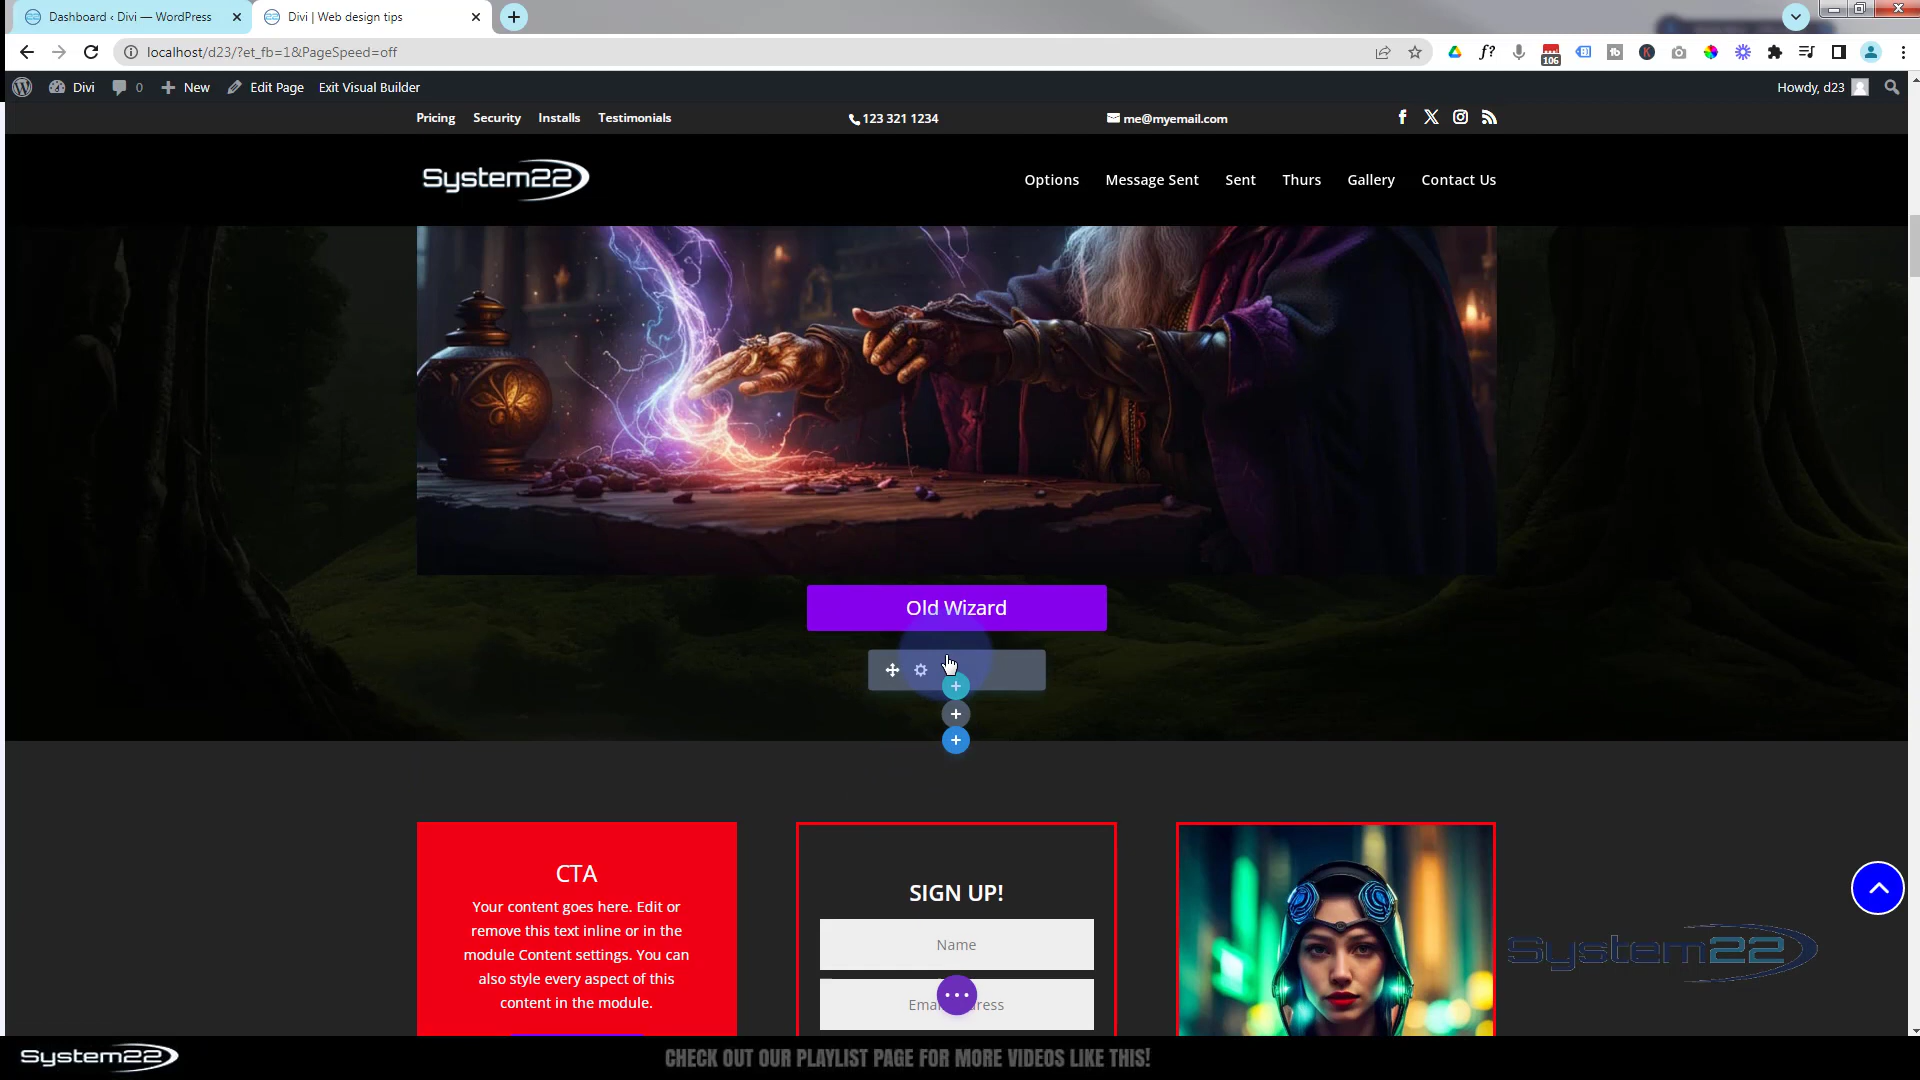 Dashboard ‹ Divi — WordPress
Divi | Web design tips
localhost/d23/?et_fb=1&PageSpeed=off
f?
106
fb
K
Divi
0
New
Edit Page
Exit Visual Builder
Howdy, d23
Pricing
Security
Installs
Testimonials
123 321 1234
me@myemail.com
System22
Options
Message Sent
Sent
Thurs
Gallery
Contact Us
Old Wizard
CTA
Your content goes here. Edit or
remove this text inline or in the
module Content settings. You can
also style every aspect of this
content in the module.
SIGN UP!
Name
System22
System22
CHECK OUT OUR PLAYLIST PAGE FOR MORE VIDEOS LIKE THIS!